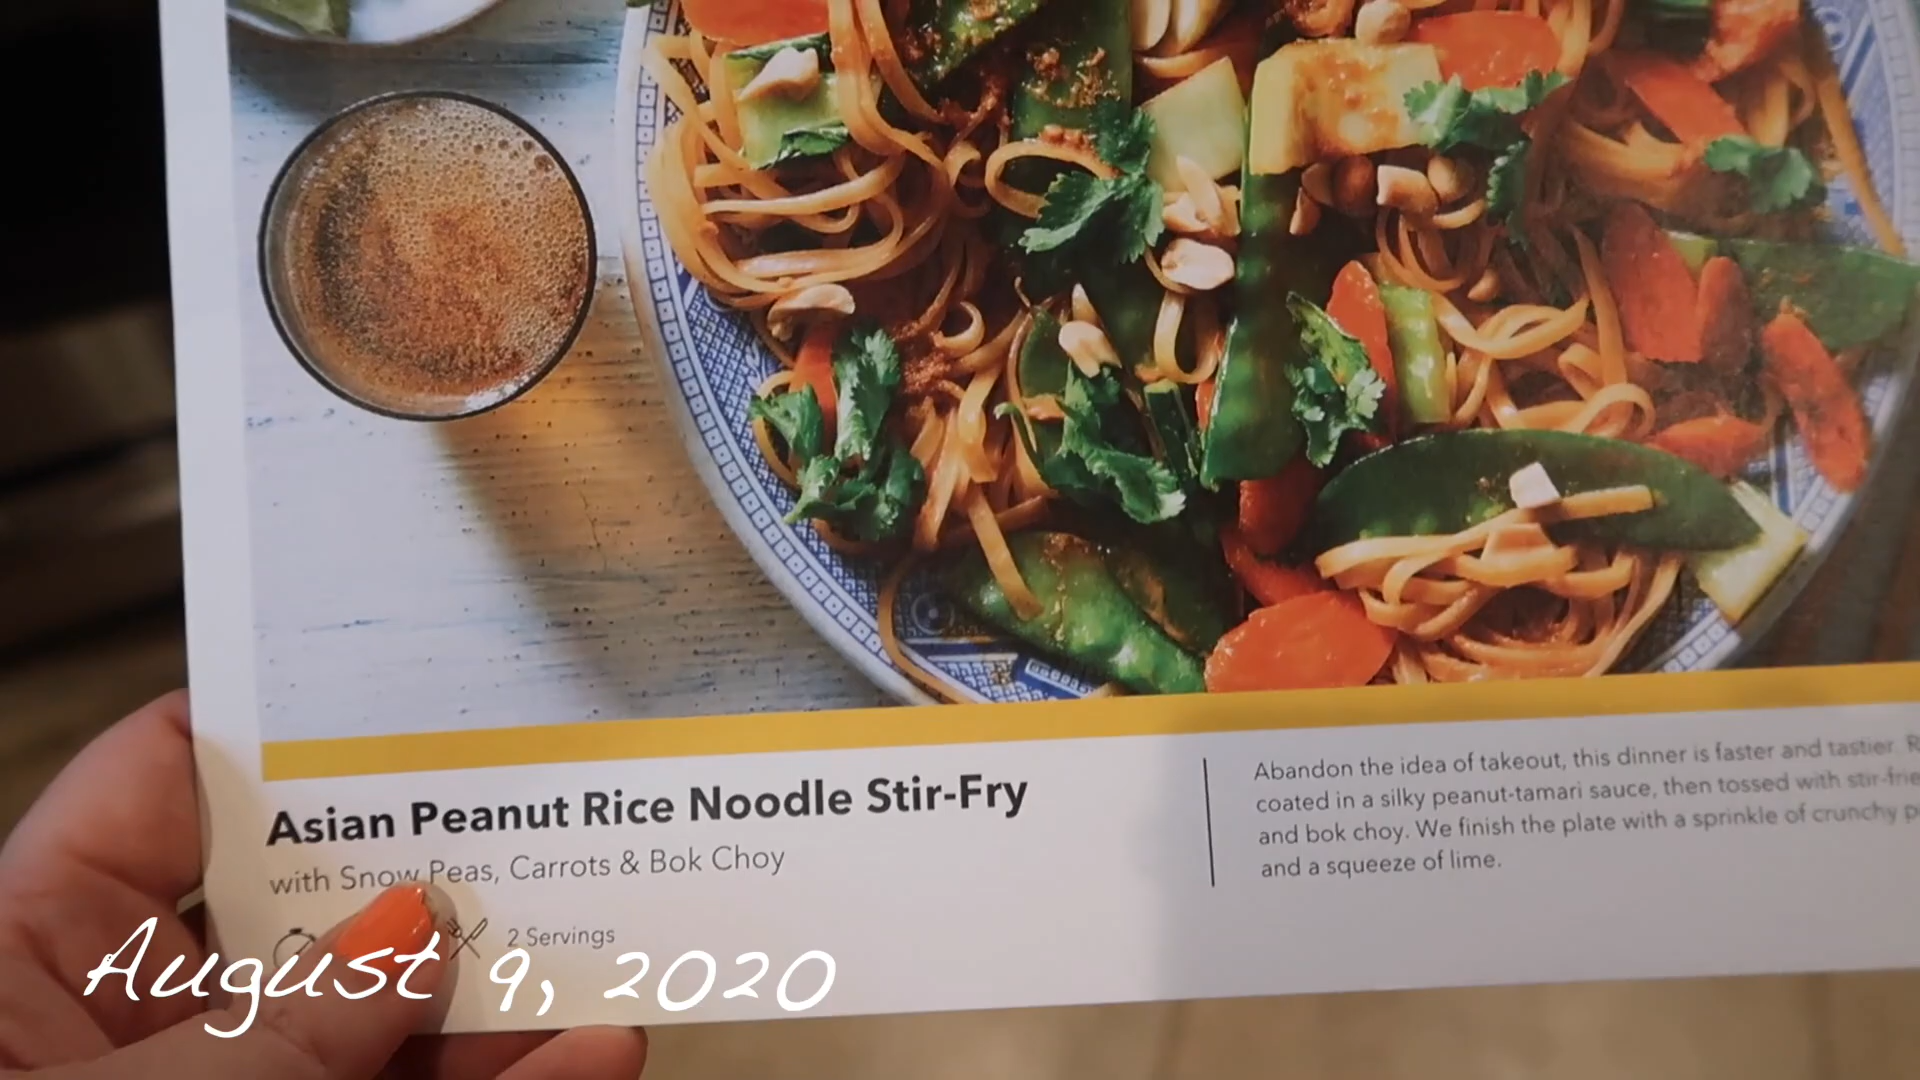 Asian Peanut Rice Noodle Stir-Fry
with Snow Peas, Carrots & Bok Choy
2 Servings
Abandon the idea of takeout, this dinner is faster and tastier.
coated in a silky peanut-tamari sauce, then tossed with
and bok choy. We finish the plate with a sprinkle of crunchy
and a squeeze of lime.
August 9, 2020